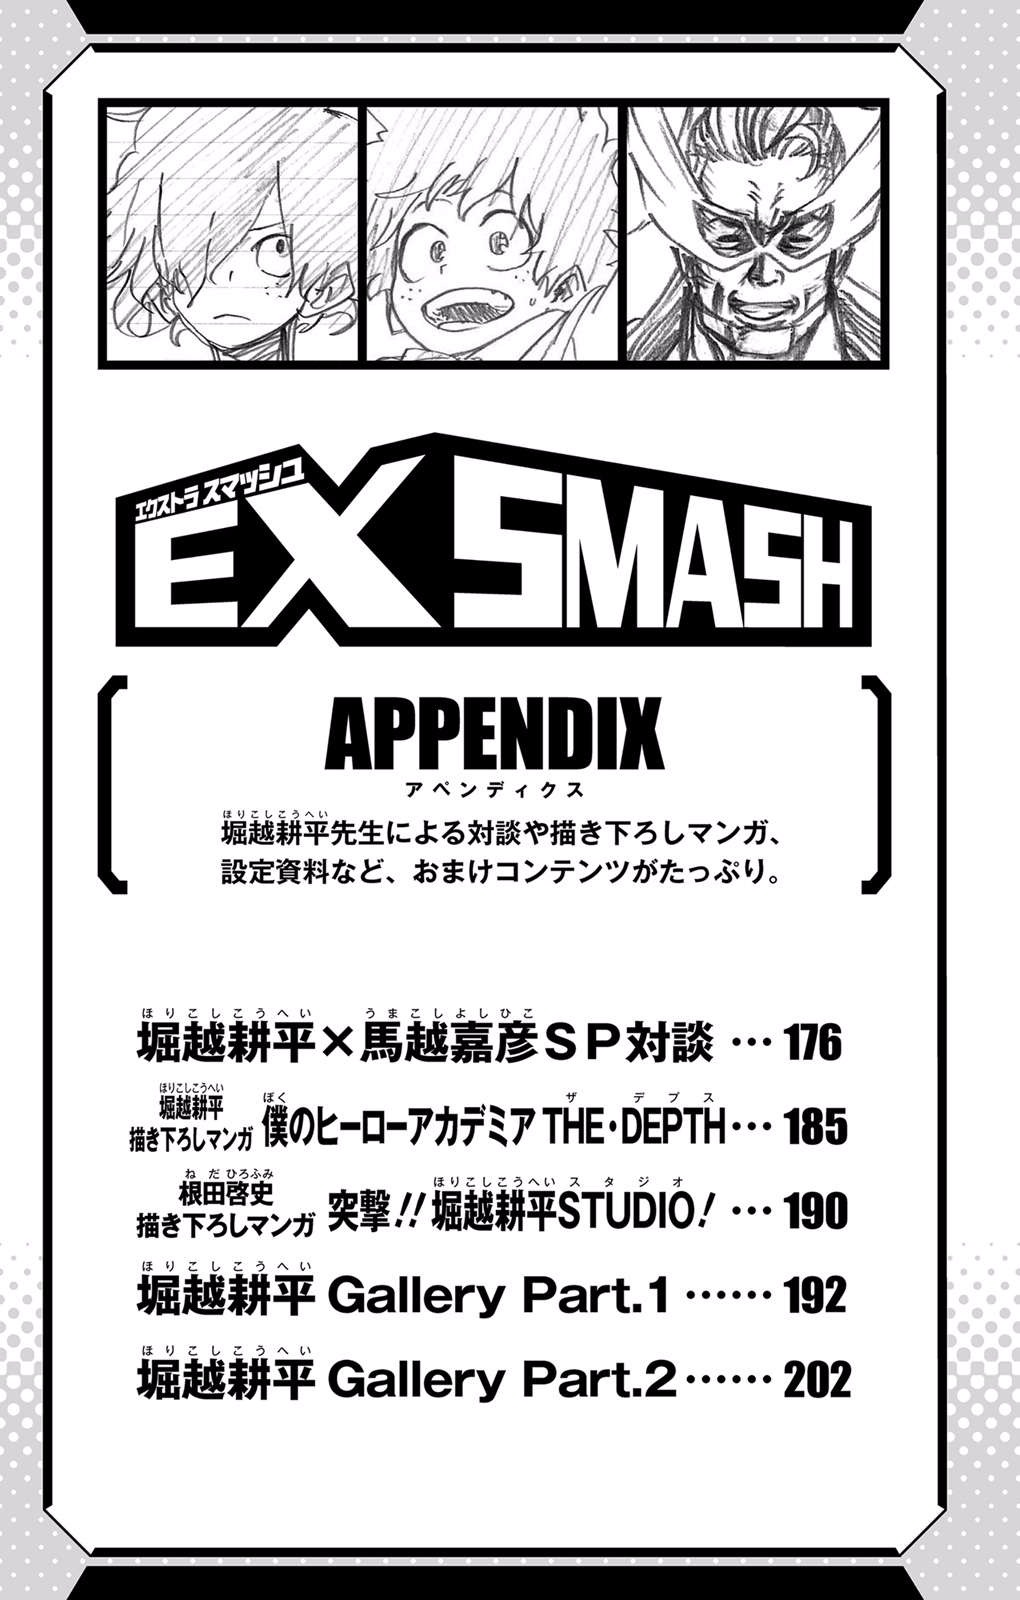 エクストラ スマッシュ
EX SMASH
APPENDIX
アペンディクス
ほりこしこうへい
堀越耕平先生による対談や描き下ろしマンガ、
設定資料など、おまけコンテンツがたっぷり。
ほりこしこうへい うまこしよしひこ
堀越耕平×馬越嘉彦SP対談 … 176
ほりこしこうへい
堀越耕平
描き下ろしマンガ
ぼく ザ デプス
僕のヒーローアカデミア THE・DEPTH … 185
ねだひろふみ
根田啓史
描き下ろしマンガ
ほりこしこうへい スタジオ
突撃!! 堀越耕平STUDIO! … 190
ほりこしこうへい
堀越耕平 Gallery Part.1 …… 192
ほりこしこうへい
堀越耕平 Gallery Part.2 …… 202